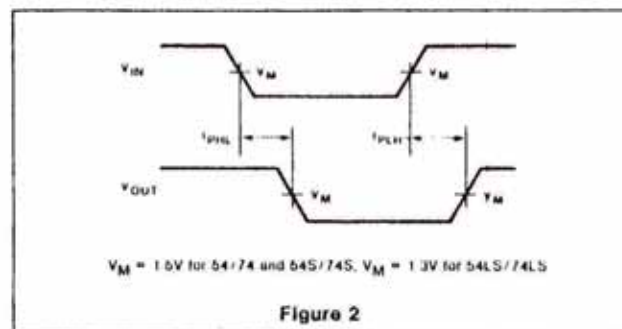 VIN
VM
VM
tPHL
tPLH
VOUT
VM
VM
VM = 1.5V for 54/74 and 54S/74S, VM = 1.3V for 54LS/74LS
Figure 2